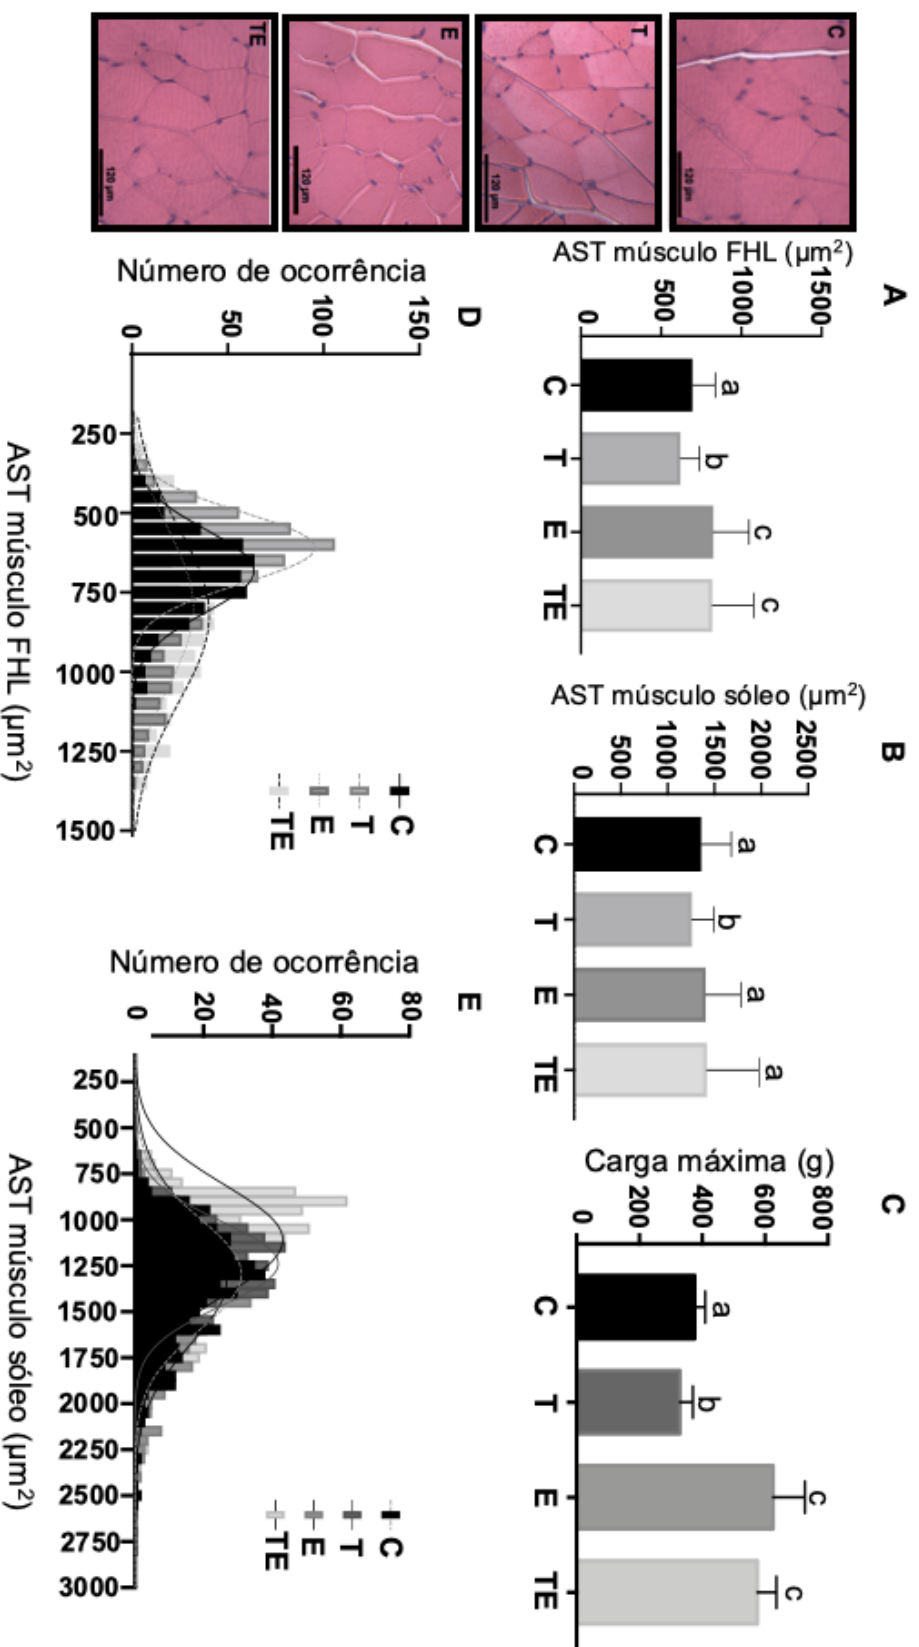 C
120 µm
T
120 µm
E
120 µm
TE
120 µm
A
AST músculo FHL (µm²)
1500
1000
500
0
a
b
c
c
C T E TE
B
AST músculo sóleo (µm²)
2500
2000
1500
1000
500
0
a
b
a
a
C T E TE
C
Carga máxima (g)
800
600
400
200
0
a
b
c
c
C T E TE
D
Número de ocorrência
150
100
50
0
C
T
E
TE
250 500 750 1000 1250 1500
AST músculo FHL (µm²)
E
Número de ocorrência
80
60
40
20
0
C
T
E
TE
250 500 750 1000 1250 1500 1750 2000 2250 2500 2750 3000
AST músculo sóleo (µm²)